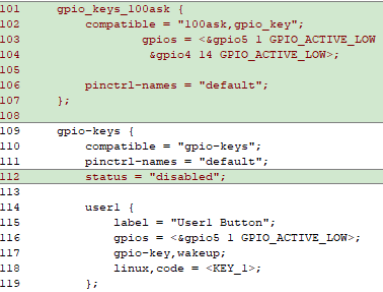 101 gpio_keys_100ask {
102 compatible = "100ask,gpio_key";
103 gpios = <&gpio5 1 GPIO_ACTIVE_LOW
104 &gpio4 14 GPIO_ACTIVE_LOW>;
105
106 pinctrl-names = "default";
107 };
108
109 gpio-keys {
110 compatible = "gpio-keys";
111 pinctrl-names = "default";
112 status = "disabled";
113
114 user1 {
115 label = "User1 Button";
116 gpios = <&gpio5 1 GPIO_ACTIVE_LOW>;
117 gpio-key,wakeup;
118 linux,code = <KEY_1>;
119 };